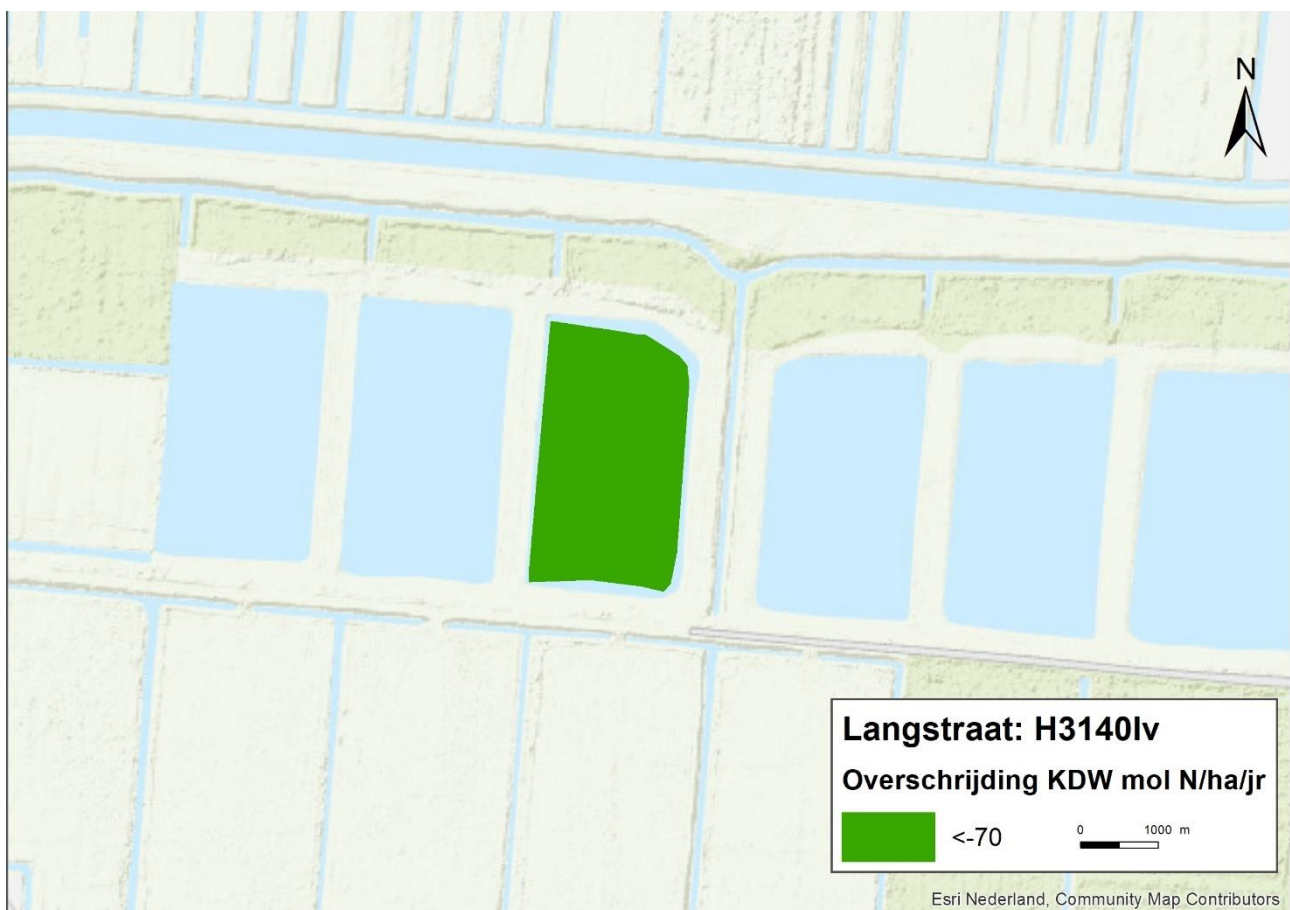 N
Langstraat: H3140lv
Overschrijding KDW mol N/ha/jr
<-70
0 1000 m
Esri Nederland, Community Map Contributors